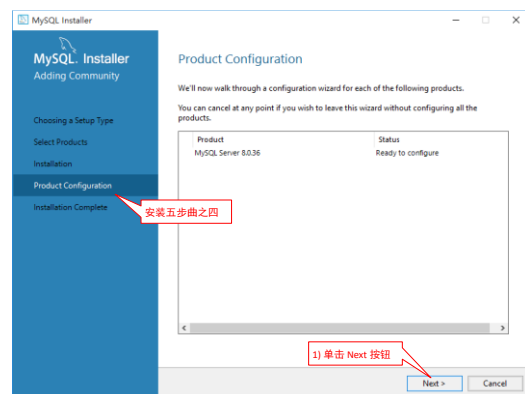 MySQL Installer
MySQL. Installer
Adding Community
Choosing a Setup Type
Select Products
Installation
Product Configuration
Installation Complete
安装五步曲之四
Product Configuration
We'll now walk through a configuration wizard for each of the following products.
You can cancel at any point if you wish to leave this wizard without configuring all the
products.
Product Status
MySQL Server 8.0.36 Ready to configure
1) 单击 Next 按钮
Next > Cancel